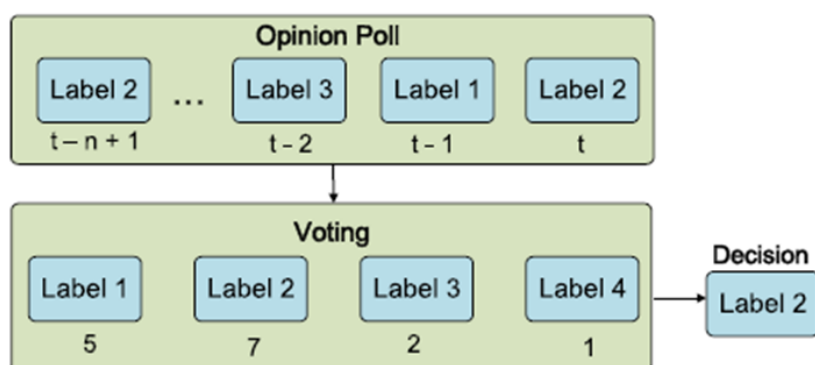 Opinion Poll
Label 2 ... Label 3 Label 1 Label 2
t – n + 1 t - 2 t - 1 t
Voting
Label 1 Label 2 Label 3 Label 4
5 7 2 1
Decision
Label 2